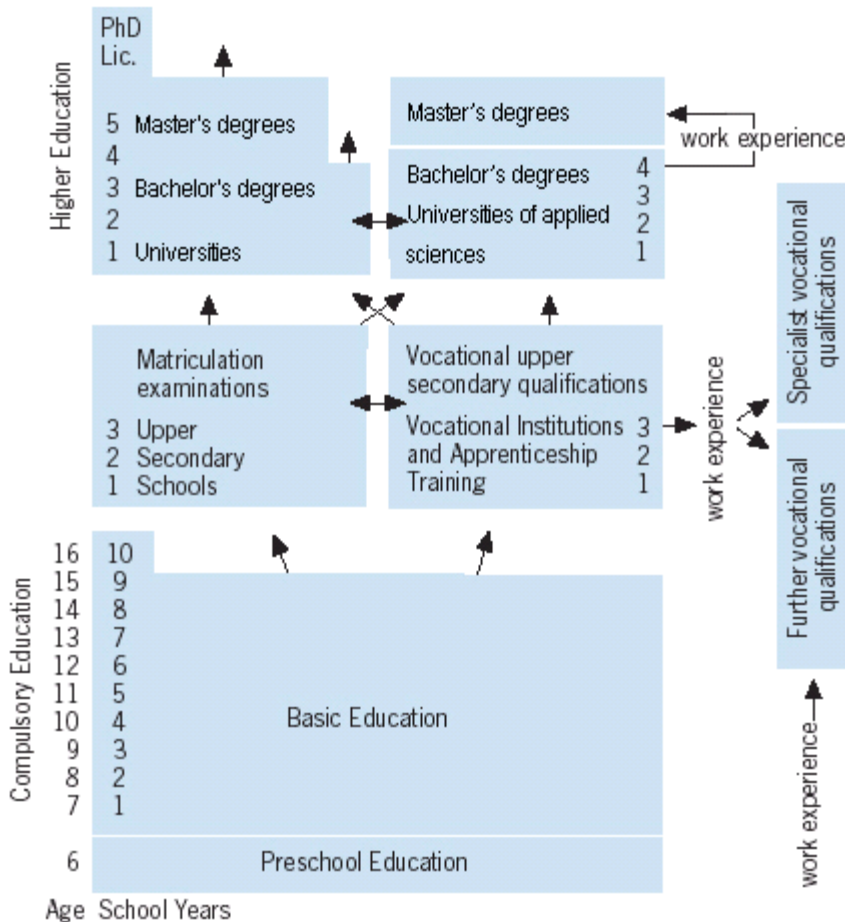 PhD
Lic.
Higher Education
5 Master's degrees
4
3 Bachelor's degrees
2
1 Universities
Master's degrees
work experience
Bachelor's degrees 4
3
Universities of applied 2
sciences 1
Matriculation
examinations
3 Upper
2 Secondary
1 Schools
Vocational upper
secondary qualifications
Vocational Institutions 3
and Apprenticeship 2
Training 1
work experience
Specialist vocational
qualifications
Further vocational
qualifications
work experience
Compulsory Education
16 10
15 9
14 8
13 7
12 6
11 5
10 4
9 3
8 2
7 1
Basic Education
6 Preschool Education
Age School Years